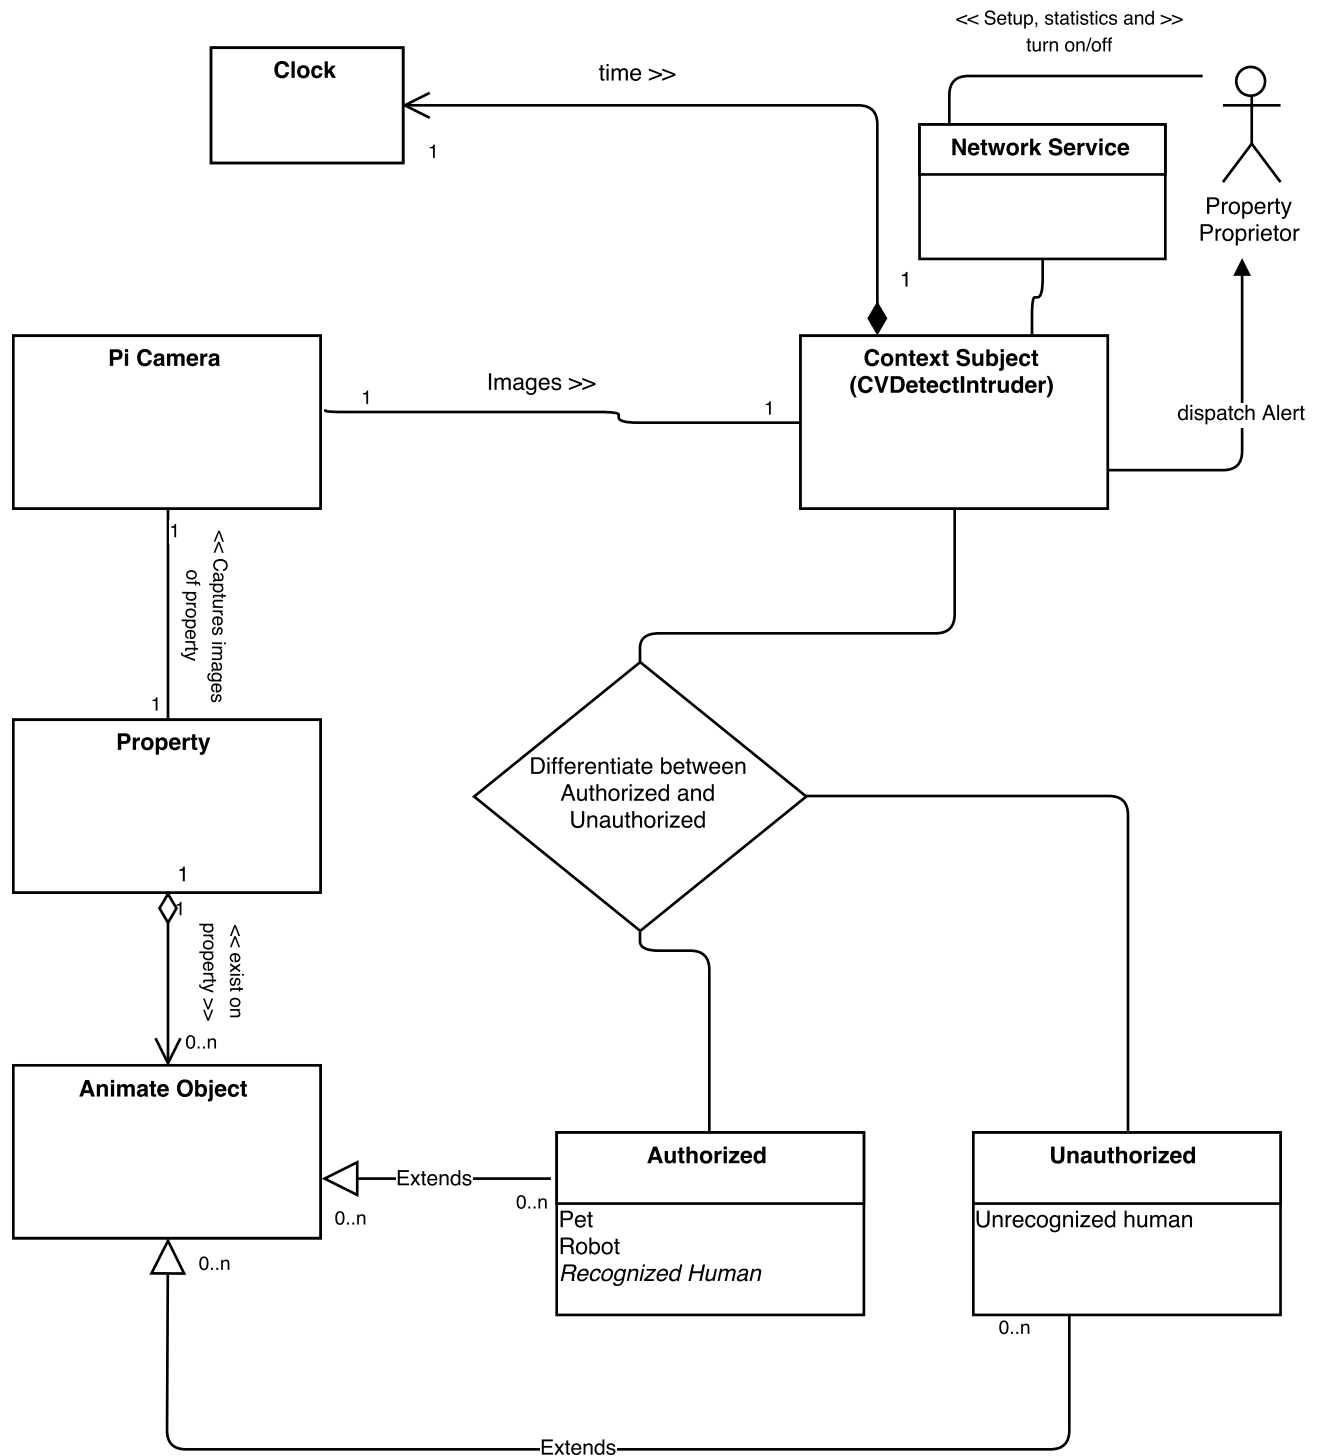 << Setup, statistics and >>
turn on/off
Clock
time >>
1
Network Service
Property
Proprietor
1
Pi Camera
Images >>
1
1
Context Subject
(CVDetectIntruder)
dispatch Alert
1
<< Captures images
of property
1
Property
1
1
<< exist on
property >>
0..n
Differentiate between
Authorized and
Unauthorized
Animate Object
Extends
0..n
0..n
0..n
Authorized
Pet
Robot
Recognized Human
Unauthorized
Unrecognized human
0..n
Extends